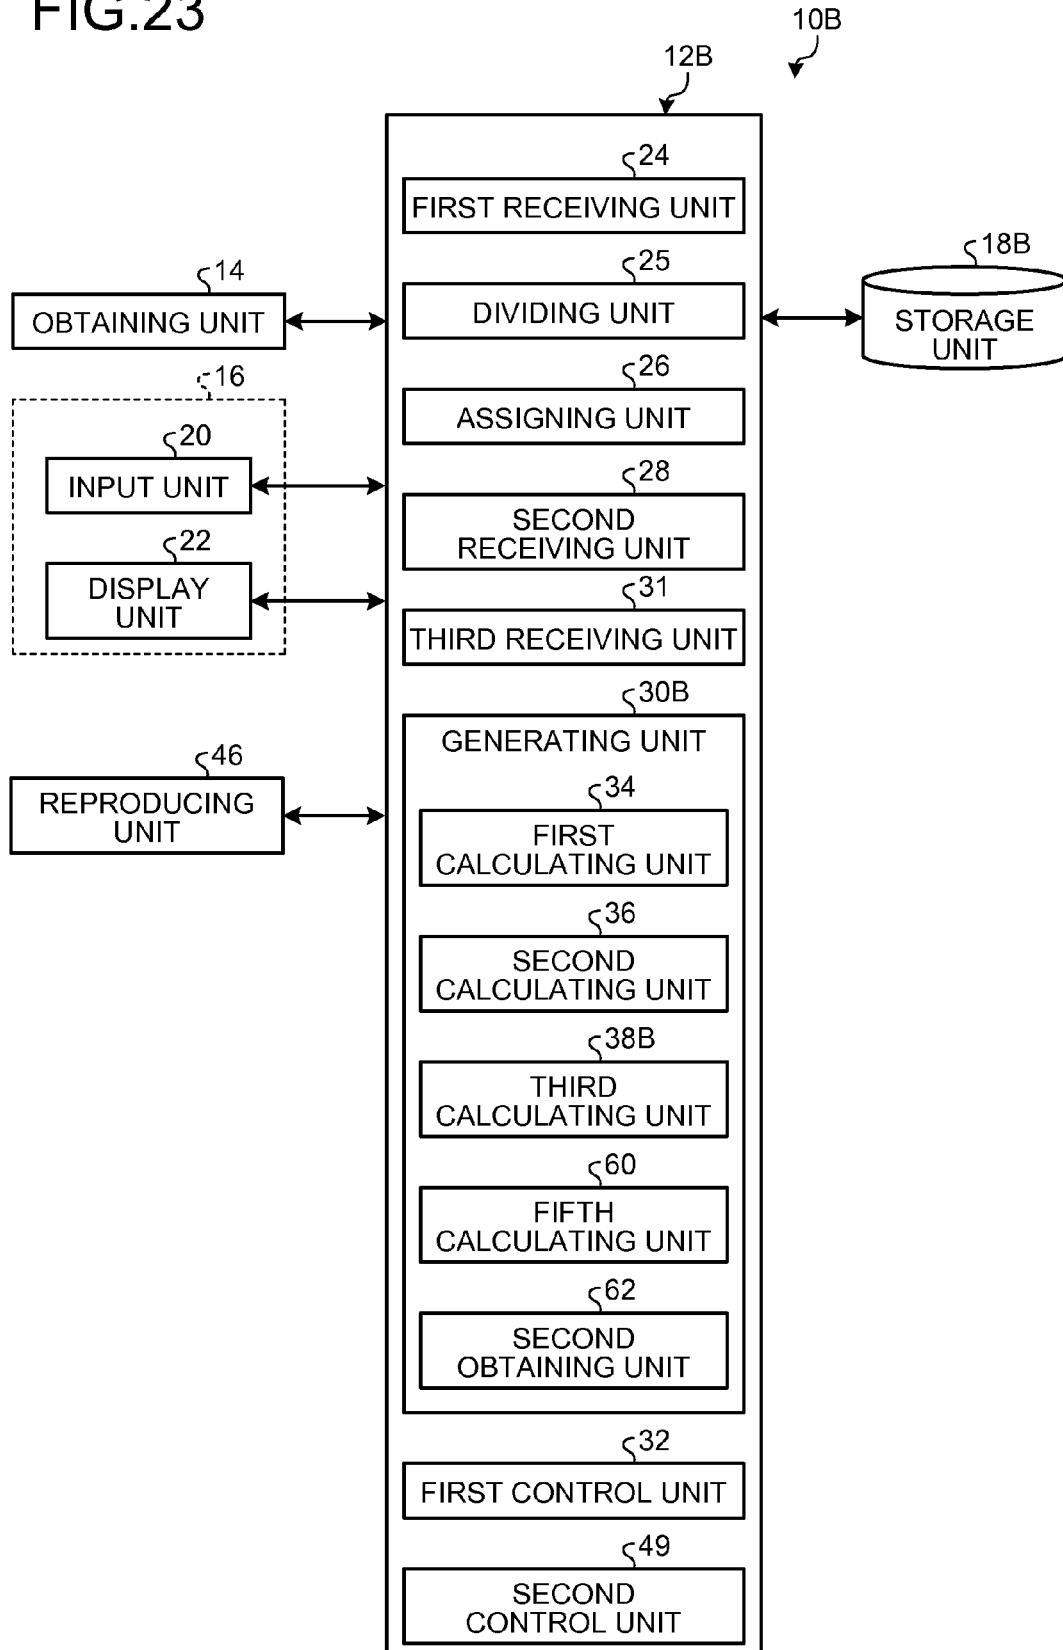 FIG.23
10B
12B
24
FIRST RECEIVING UNIT
14
OBTAINING UNIT
25
DIVIDING UNIT
18B
STORAGE
UNIT
16
26
ASSIGNING UNIT
20
INPUT UNIT
28
SECOND
RECEIVING UNIT
22
DISPLAY
UNIT
31
THIRD RECEIVING UNIT
30B
GENERATING UNIT
46
REPRODUCING
UNIT
34
FIRST
CALCULATING UNIT
36
SECOND
CALCULATING UNIT
38B
THIRD
CALCULATING UNIT
60
FIFTH
CALCULATING UNIT
62
SECOND
OBTAINING UNIT
32
FIRST CONTROL UNIT
49
SECOND
CONTROL UNIT